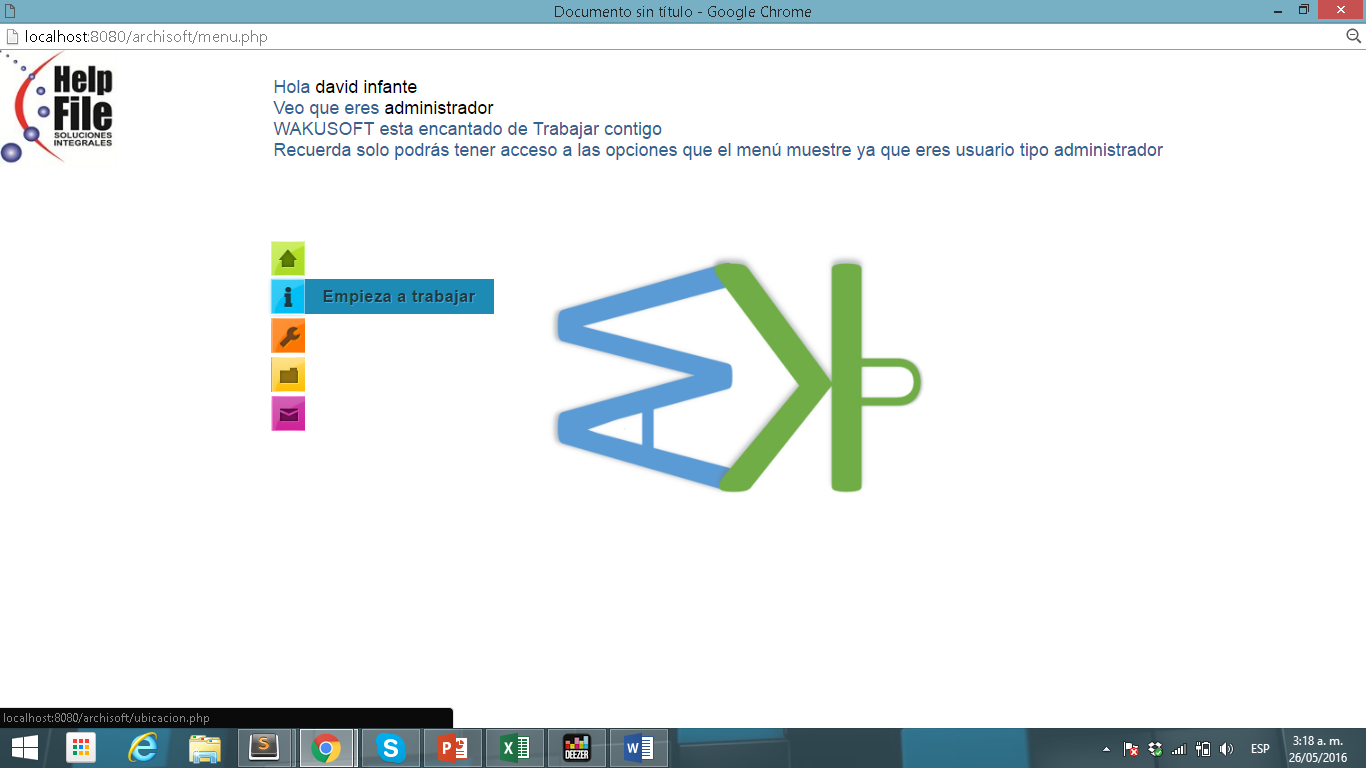 Documento sin título - Google Chrome
localhost:8080/archisoft/menu.php
Help
File
SOLUCIONES
INTEGRALES
Hola david infante
Veo que eres administrador
WAKUSOFT esta encantado de Trabajar contigo
Recuerda solo podrás tener acceso a las opciones que el menú muestre ya que eres usuario tipo administrador
Empieza a trabajar
localhost:8080/archisoft/ubicacion.php
DEEZER
ESP
3:18 a. m.
26/05/2016